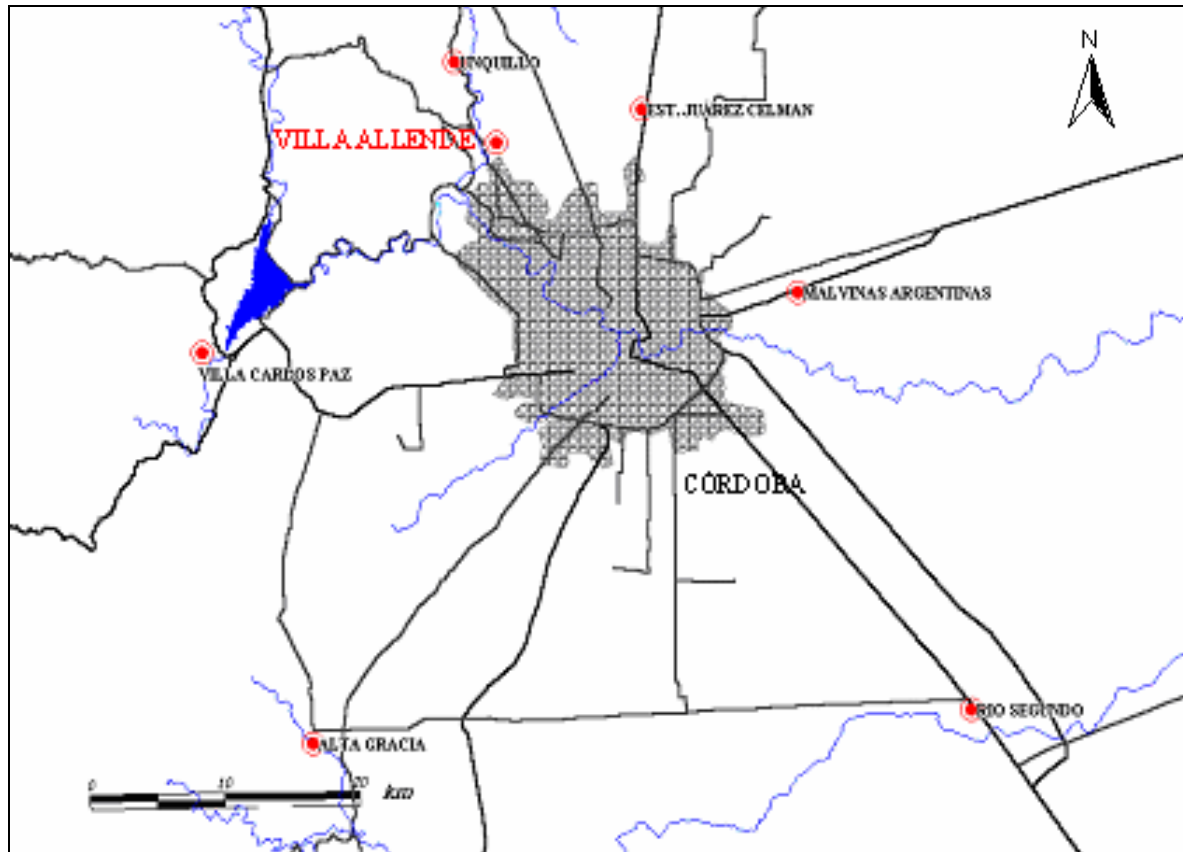 N
UNQUILLO
EST. JUAREZ CELMAN
VILLA ALLENDE
MALVINAS ARGENTINAS
VILLA CARLOS PAZ
CÓRDOBA
RIO SEGUNDO
ALTA GRACIA
0 10 20 km